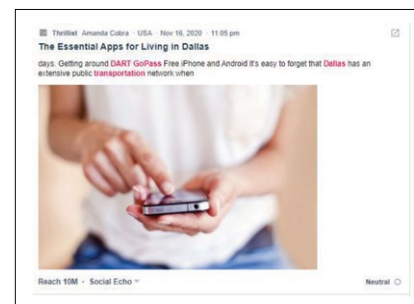 Thrillist Amanda Cobra · USA · Nov 16, 2020 · 11:05 pm
The Essential Apps for Living in Dallas
days. Getting around DART GoPass Free iPhone and Android It's easy to forget that Dallas has an
extensive public transportation network when
Reach 10M · Social Echo
Neutral